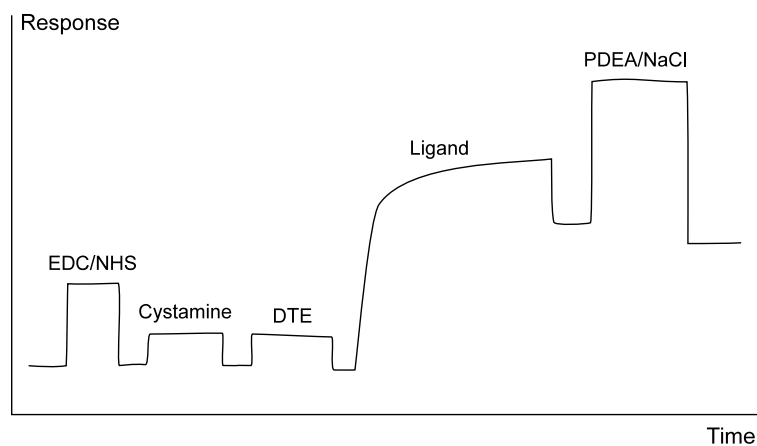 Response
PDEA/NaCl
Ligand
EDC/NHS
Cystamine
DTE
Time